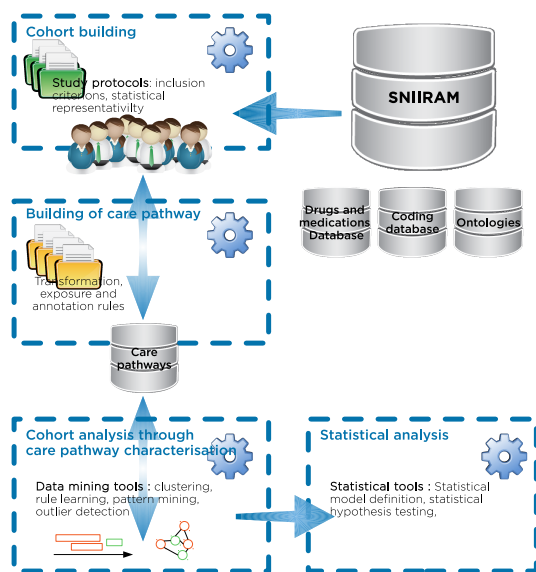 Cohort building
Study protocols: inclusion
criterions, statistical
representativilty
SNIIRAM
Drugs and
medications
Database
Coding
database
Ontologies
Building of care pathway
Transformation,
exposure and
annotation rules
Care
pathways
Cohort analysis through
care pathway characterisation
Data mining tools : clustering,
rule learning, pattern mining,
outlier detection
Statistical analysis
Statistical tools : Statistical
model definition, statistical
hypothesis testing,